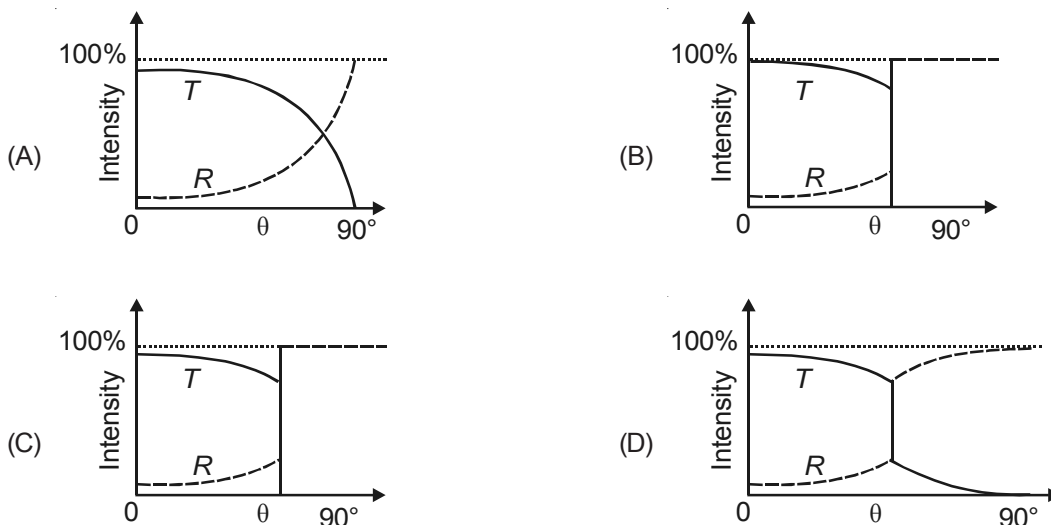 (A)
100%
Intensity
T
R
0
θ
90°
(B)
100%
Intensity
T
R
0
θ
90°
(C)
100%
Intensity
T
R
0
θ
90°
(D)
100%
Intensity
T
R
0
θ
90°